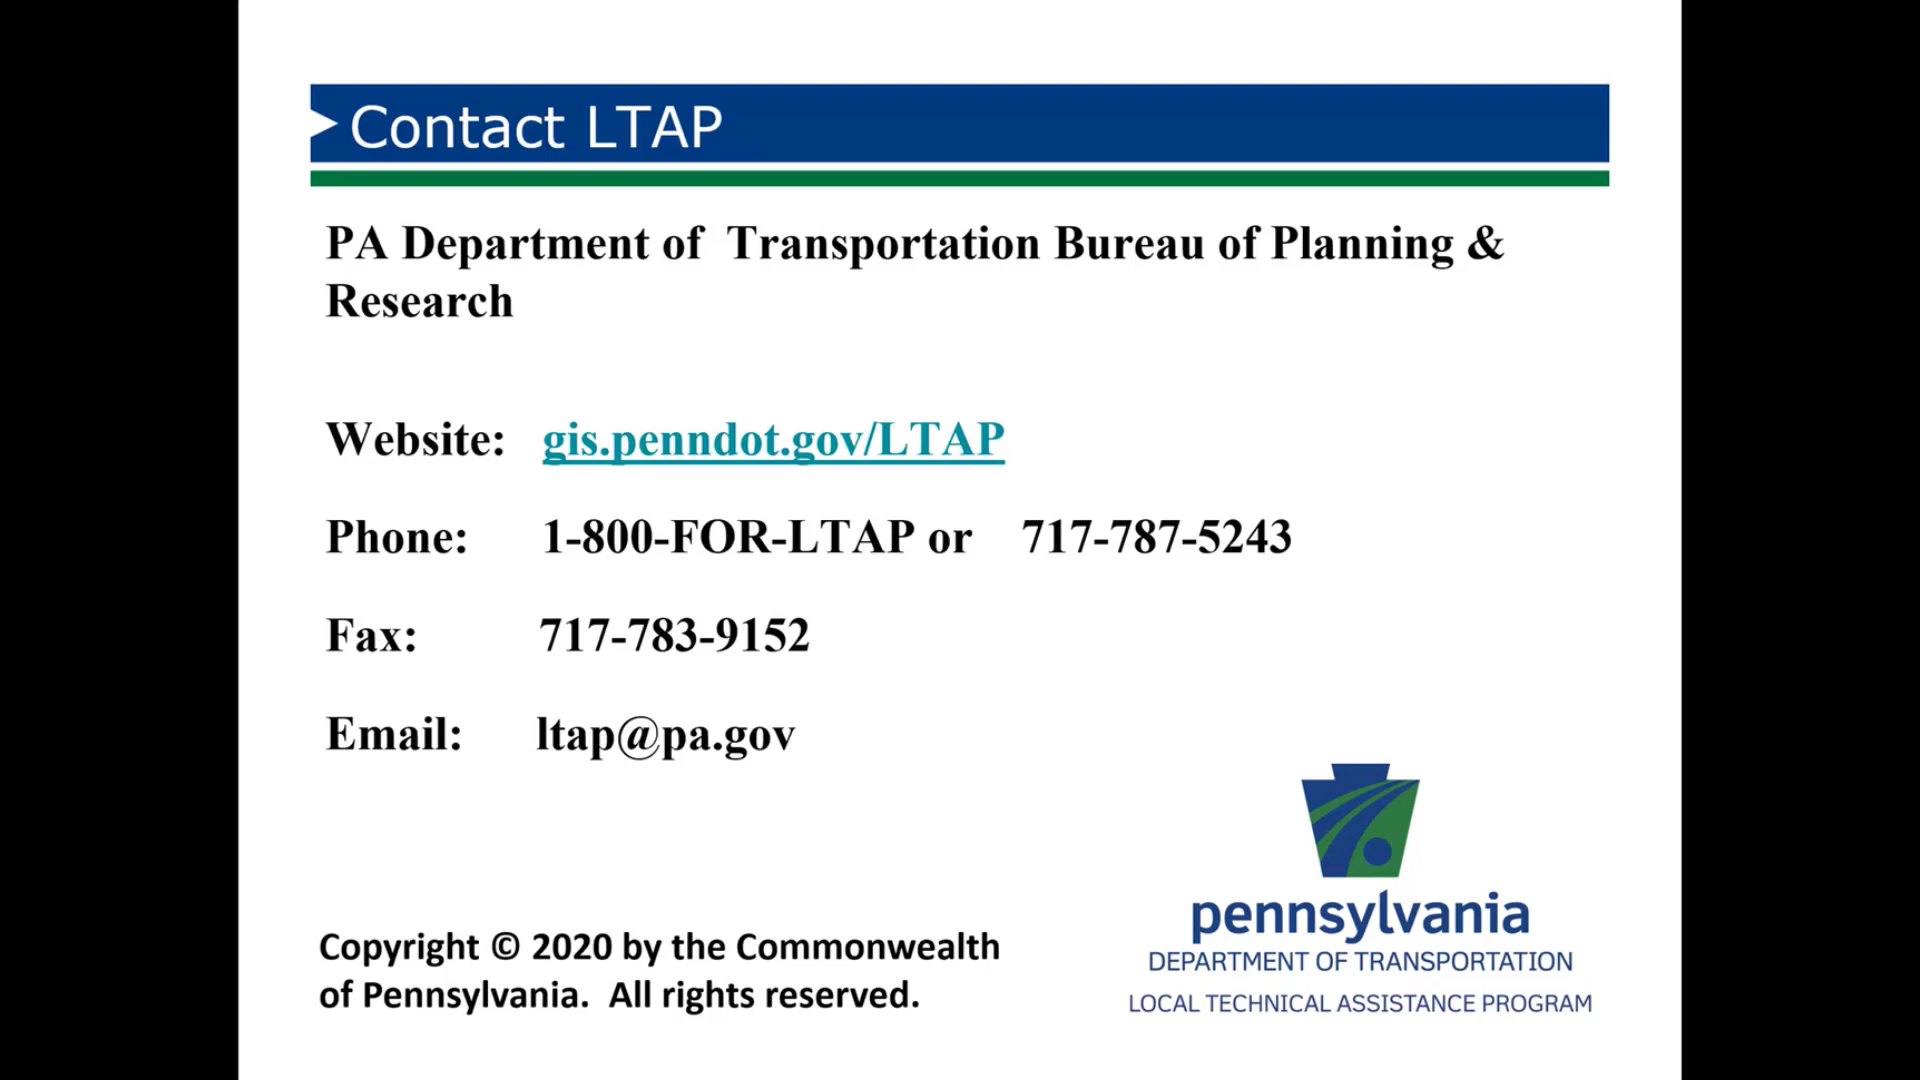 Contact LTAP
PA Department of Transportation Bureau of Planning &
Research
Website: gis.penndot.gov/LTAP
Phone: 1-800-FOR-LTAP or 717-787-5243
Fax: 717-783-9152
Email: ltap@pa.gov
Copyright © 2020 by the Commonwealth
of Pennsylvania. All rights reserved.
pennsylvania
DEPARTMENT OF TRANSPORTATION
LOCAL TECHNICAL ASSISTANCE PROGRAM